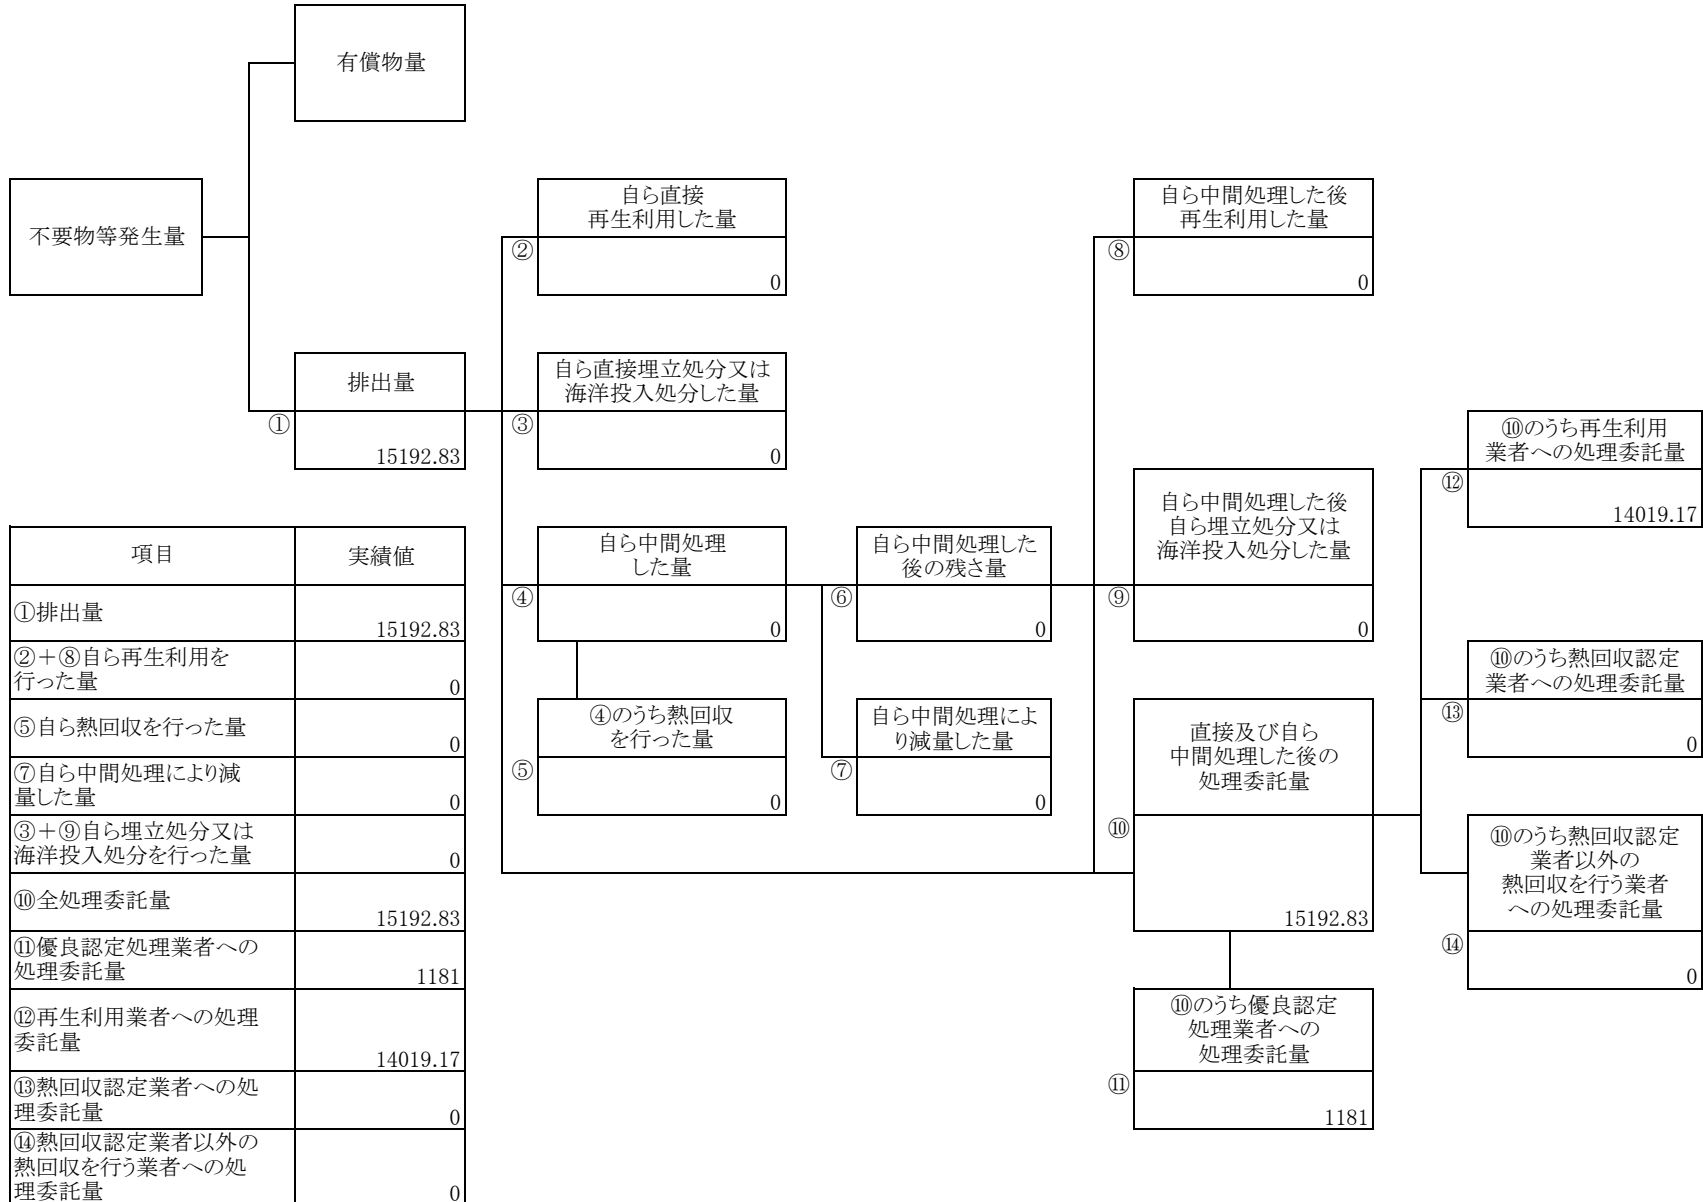 有償物量
不要物等発生量
自ら直接
再生利用した量
②
0
自ら中間処理した後
再生利用した量
⑧
0
排出量
①
15192.83
自ら直接埋立処分又は
海洋投入処分した量
③
0
⑩のうち再生利用
業者への処理委託量
⑫
14019.17
自ら中間処理
した量
④
0
自ら中間処理した
後の残さ量
⑥
0
自ら中間処理した後
自ら埋立処分又は
海洋投入処分した量
⑨
0
⑩のうち熱回収認定
業者への処理委託量
⑬
0
④のうち熱回収
を行った量
⑤
0
自ら中間処理によ
り減量した量
⑦
0
直接及び自ら
中間処理した後の
処理委託量
⑩
15192.83
⑩のうち熱回収認定
業者以外の
熱回収を行う業者
への処理委託量
⑭
0
⑩のうち優良認定
処理業者への
処理委託量
⑪
1181
項目
実績値
①排出量
15192.83
②＋⑧自ら再生利用を
行った量
0
⑤自ら熱回収を行った量
0
⑦自ら中間処理により減
量した量
0
③＋⑨自ら埋立処分又は
海洋投入処分を行った量
0
⑩全処理委託量
15192.83
⑪優良認定処理業者への
処理委託量
1181
⑫再生利用業者への処理
委託量
14019.17
⑬熱回収認定業者への処
理委託量
0
⑭熱回収認定業者以外の
熱回収を行う業者への処
理委託量
0